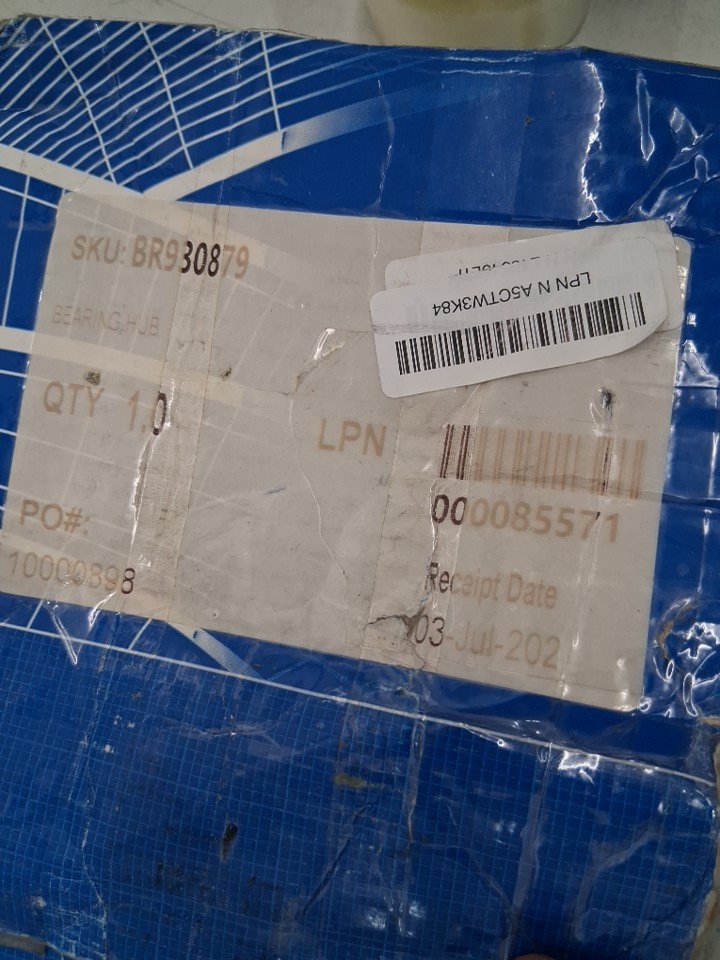 SKU: BR930879
BEARING,HUB
QTY 1.0
LPN
000085571
PO#:
10000898
Receipt Date
03-Jul-202
LPN N A5CTW3K84